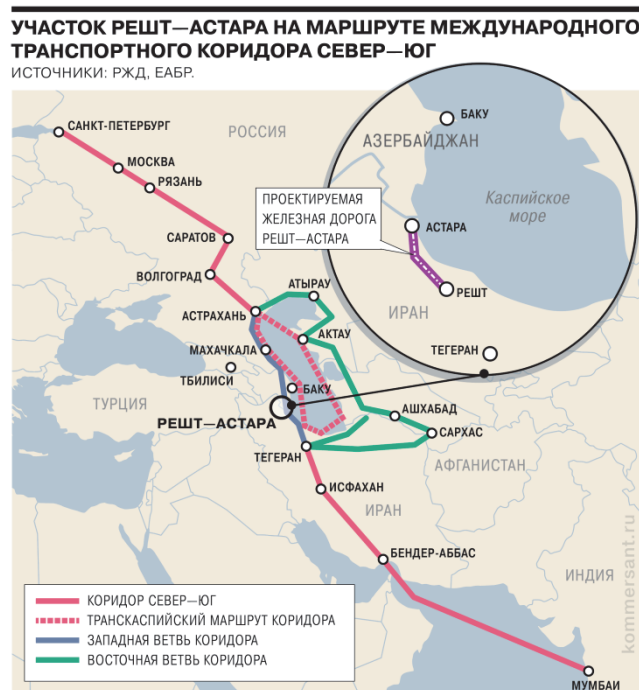 УЧАСТОК РЕШТ—АСТАРА НА МАРШРУТЕ МЕЖДУНАРОДНОГО
ТРАНСПОРТНОГО КОРИДОРА СЕВЕР—ЮГ
ИСТОЧНИКИ: РЖД, ЕАБР.
САНКТ-ПЕТЕРБУРГ
РОССИЯ
МОСКВА
РЯЗАНЬ
САРАТОВ
ВОЛГОГРАД
АСТРАХАНЬ
АТЫРАУ
АКТАУ
МАХАЧКАЛА
ТБИЛИСИ
БАКУ
ТУРЦИЯ
РЕШТ—АСТАРА
АШХАБАД
САРХАС
ТЕГЕРАН
АФГАНИСТАН
ИСФАХАН
ИРАН
БЕНДЕР-АББАС
ИНДИЯ
МУМБАИ
БАКУ
АЗЕРБАЙДЖАН
Каспийское
море
ПРОЕКТИРУЕМАЯ
ЖЕЛЕЗНАЯ ДОРОГА
РЕШТ—АСТАРА
АСТАРА
РЕШТ
ИРАН
ТЕГЕРАН
КОРИДОР СЕВЕР—ЮГ
ТРАНСКАСПИЙСКИЙ МАРШРУТ КОРИДОРА
ЗАПАДНАЯ ВЕТВЬ КОРИДОРА
ВОСТОЧНАЯ ВЕТВЬ КОРИДОРА
kommersant.ru